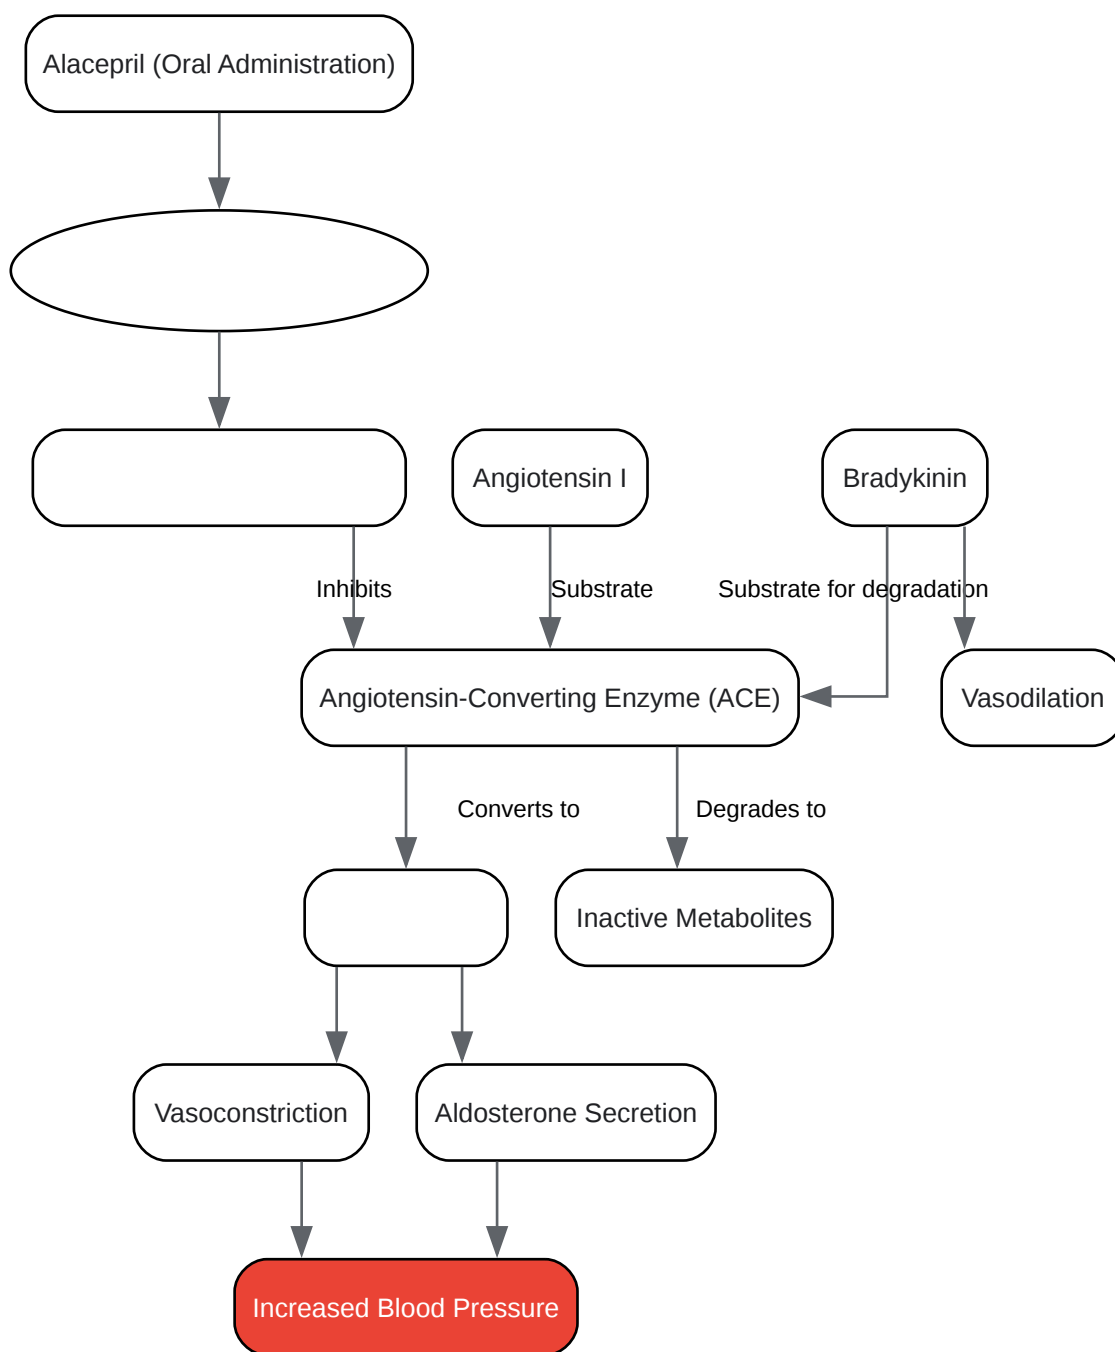 Alacepril (Oral Administration)
Angiotensin I
Bradykinin
Inhibits
Substrate
Substrate for degradation
Angiotensin-Converting Enzyme (ACE)
Vasodilation
Converts to
Degrades to
Inactive Metabolites
Vasoconstriction
Aldosterone Secretion
Increased Blood Pressure